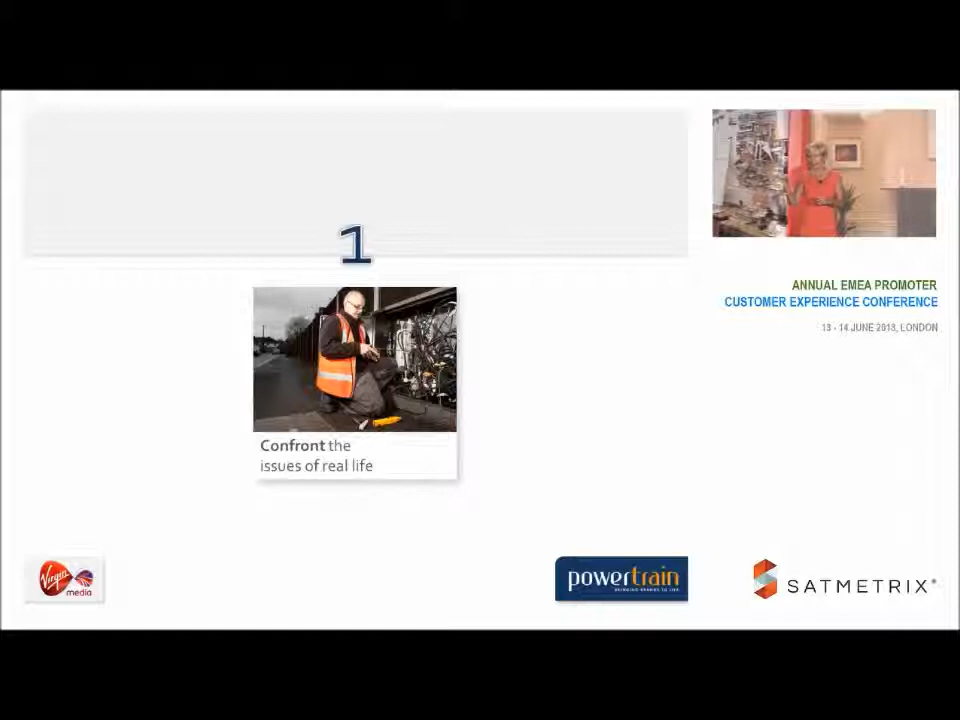 1
ANNUAL EMEA PROMOTER
CUSTOMER EXPERIENCE CONFERENCE
13 - 14 JUNE 2013, LONDON
Confront the
issues of real life
Virgin
media
powertrain
SATMETRIX®